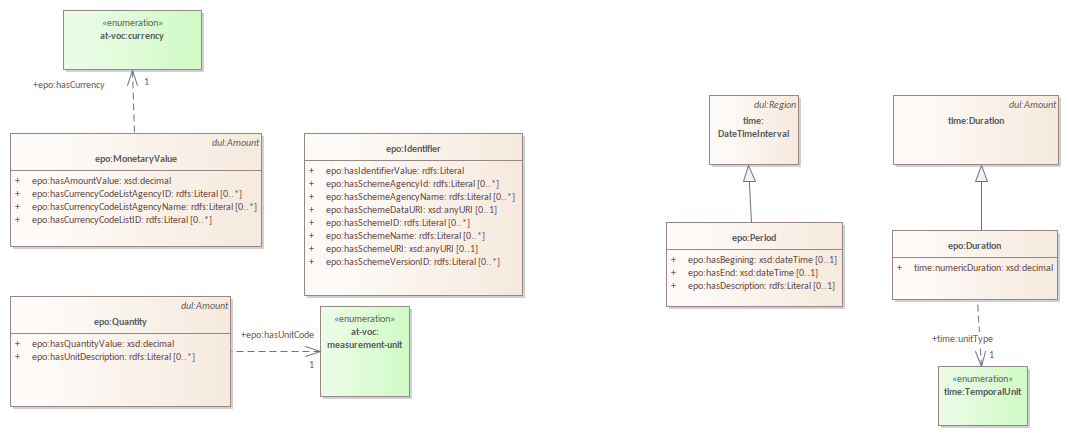 «enumeration»
at-voc:currency
+epo:hasCurrency
1
dul:Amount
epo:MonetaryValue
+ epo:hasAmountValue: xsd:decimal
+ epo:hasCurrencyCodeListAgencyID: rdfs:Literal [0..*]
+ epo:hasCurrencyCodeListAgencyName: rdfs:Literal [0..*]
+ epo:hasCurrencyCodeListID: rdfs:Literal [0..*]
epo:Identifier
+ epo:hasIdentifierValue: rdfs:Literal
+ epo:hasSchemeAgencyId: rdfs:Literal [0..*]
+ epo:hasSchemeAgencyName: rdfs:Literal [0..*]
+ epo:hasSchemeDataURI: xsd:anyURI [0..1]
+ epo:hasSchemeID: rdfs:Literal [0..*]
+ epo:hasSchemeName: rdfs:Literal [0..*]
+ epo:hasSchemeURI: xsd:anyURI [0..1]
+ epo:hasSchemeVersionID: rdfs:Literal [0..*]
dul:Amount
epo:Quantity
+ epo:hasQuantityValue: xsd:decimal
+ epo:hasUnitDescription: rdfs:Literal [0..*]
+epo:hasUnitCode
1
«enumeration»
at-voc:
measurement-unit
dul:Region
time:
DateTimeInterval
epo:Period
+ epo:hasBegining: xsd:dateTime [0..1]
+ epo:hasEnd: xsd:dateTime [0..1]
+ epo:hasDescription: rdfs:Literal [0..1]
dul:Amount
time:Duration
epo:Duration
+ time:numericDuration: xsd:decimal
+time:unitType
1
«enumeration»
time:TemporalUnit